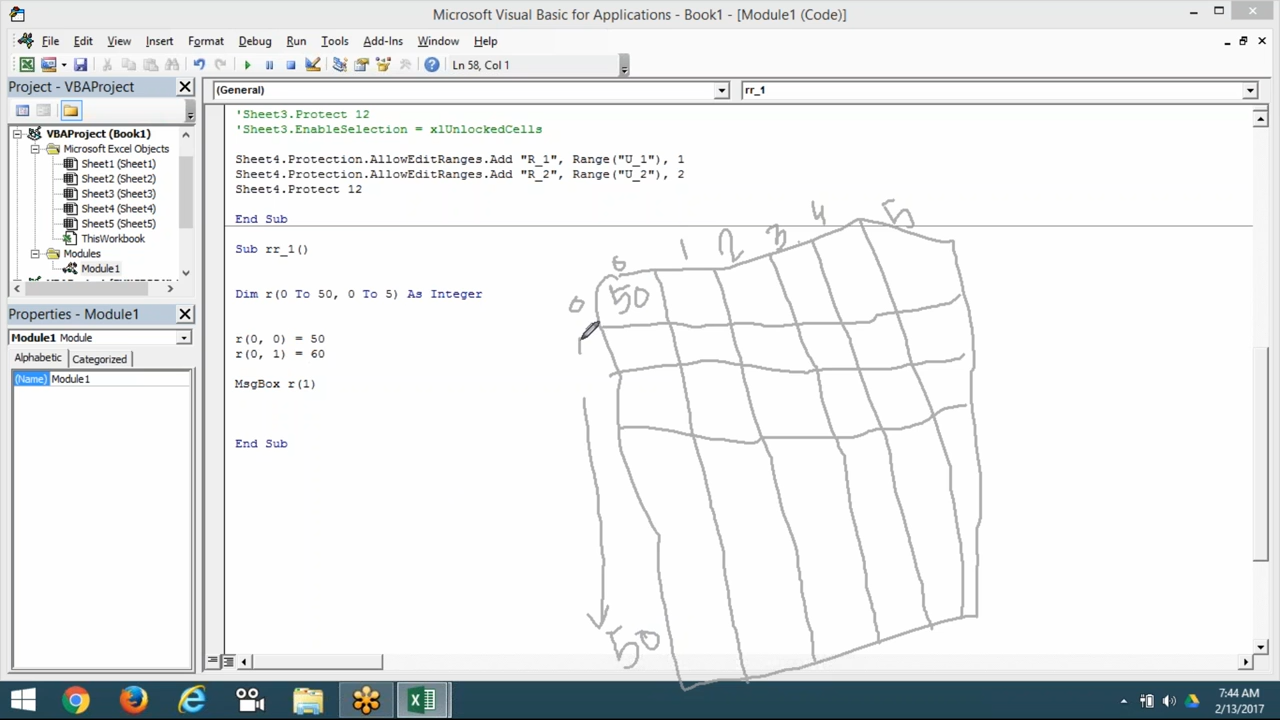 Microsoft Visual Basic for Applications - Book1 - [Module1 (Code)]
File Edit View Insert Format Debug Run Tools Add-Ins Window Help
Ln 58, Col 1
Project - VBAProject
(General)
rr_1
VBAProject (Book1)
Microsoft Excel Objects
Sheet1 (Sheet1)
Sheet2 (Sheet2)
Sheet3 (Sheet3)
Sheet4 (Sheet4)
Sheet5 (Sheet5)
ThisWorkbook
Modules
Module1
Properties - Module1
Module1 Module
Alphabetic Categorized
(Name) Module1
'Sheet3.Protect 12
'Sheet3.EnableSelection = xlUnlockedCells
Sheet4.Protection.AllowEditRanges.Add "R_1", Range("U_1"), 1
Sheet4.Protection.AllowEditRanges.Add "R_2", Range("U_2"), 2
Sheet4.Protect 12
End Sub
Sub rr_1()
Dim r(0 To 50, 0 To 5) As Integer
r(0, 0) = 50
r(0, 1) = 60
MsgBox r(1)
End Sub
0 1 2 3 4 5
0 50
50
7:44 AM
2/13/2017